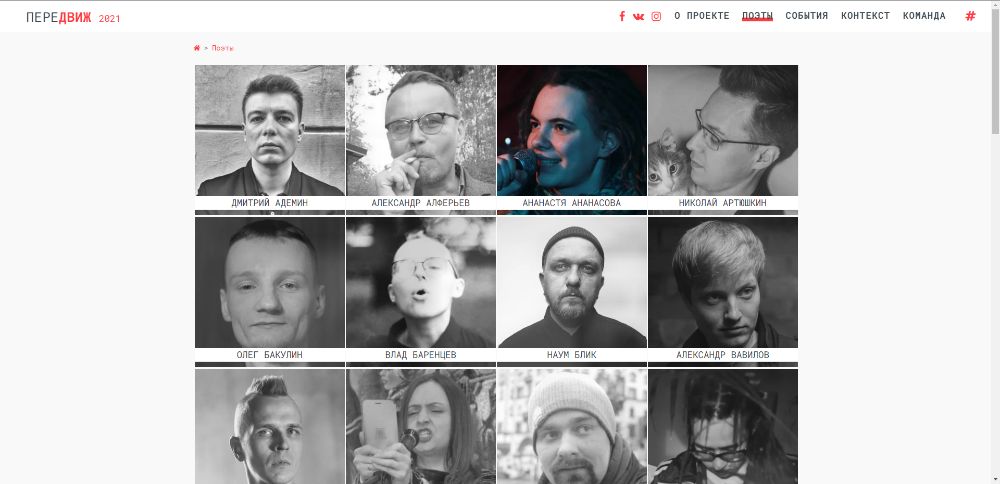 ПЕРЕДВИЖ 2021
О ПРОЕКТЕ ПОЭТЫ СОБЫТИЯ КОНТЕКСТ КОМАНДА #
> Поэты
ДМИТРИЙ АДЕМИН АЛЕКСАНДР АЛФЕРЬЕВ АНАНАСТЯ АНАНАСОВА НИКОЛАЙ АРТЮШКИН
ОЛЕГ БАКУЛИН ВЛАД БАРЕНЦЕВ НАУМ БЛИК АЛЕКСАНДР ВАВИЛОВ